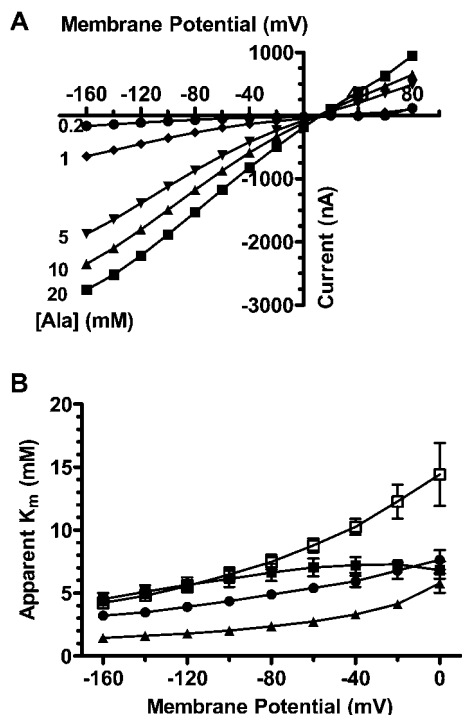 A
Membrane Potential (mV)
-160 -120 -80 -40 80
1000
0.2
1
5
10
20
-1000
-2000
-3000
Current (nA)
[Ala] (mM)
B
Apparent Km (mM)
20
15
10
5
0
-160 -120 -80 -40 0
Membrane Potential (mV)